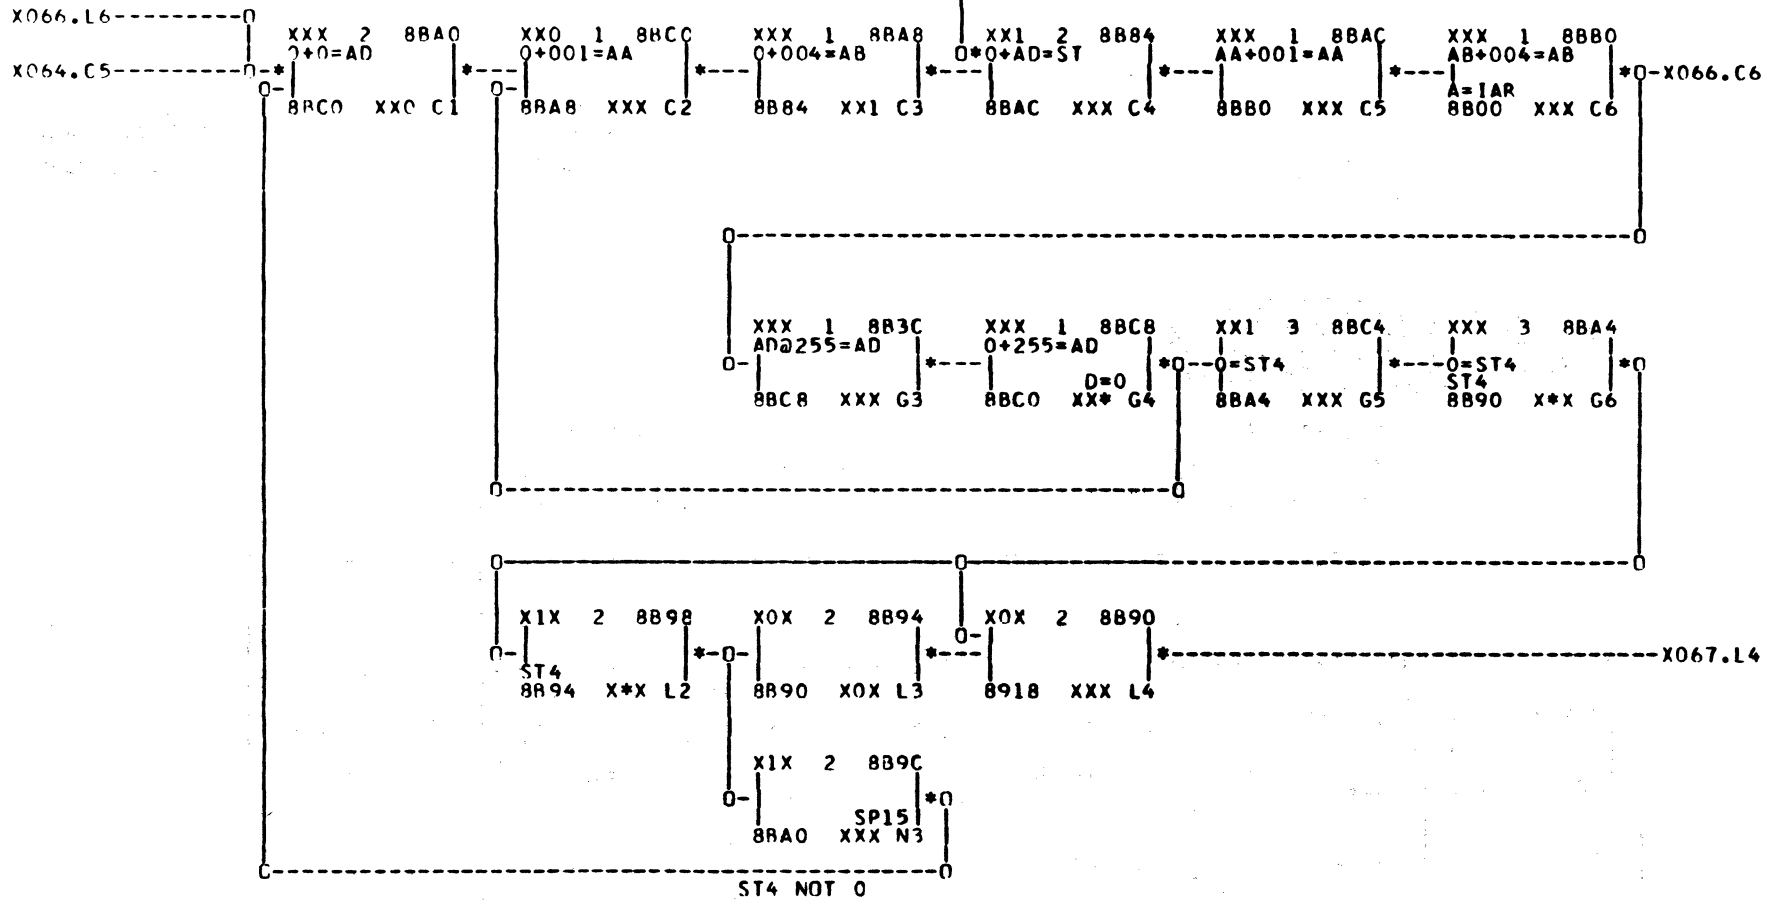 X066.L6
XXX 2 8BA0 XX0 1 8BC0 XXX 1 8BA8 XX1 2 8B84 XXX 1 8BAC XXX 1 8BB0
0+0=AD 0+001=AA 0+004=AB 0*0+AD=ST AA+001=AA AB+004=AB
X064.C5 X066.C6
A=IAR
8BC0 XX0 C1 8BA8 XXX C2 8B84 XX1 C3 8BAC XXX C4 8BB0 XXX C5 8B00 XXX C6
XXX 1 8B3C XXX 1 8BC8 XX1 3 8BC4 XXX 3 8BA4
AD@255=AD 0+255=AD
0=ST4 0=ST4
D=0 ST4
8BC8 XXX G3 8BC0 XX* G4 8BA4 XXX G5 8B90 X*X G6
X1X 2 8B98 X0X 2 8B94 X0X 2 8B90
X067.L4
ST4
8B94 X*X L2 8B90 X0X L3 8918 XXX L4
X1X 2 8B9C
SP15
8BA0 XXX N3
ST4 NOT 0